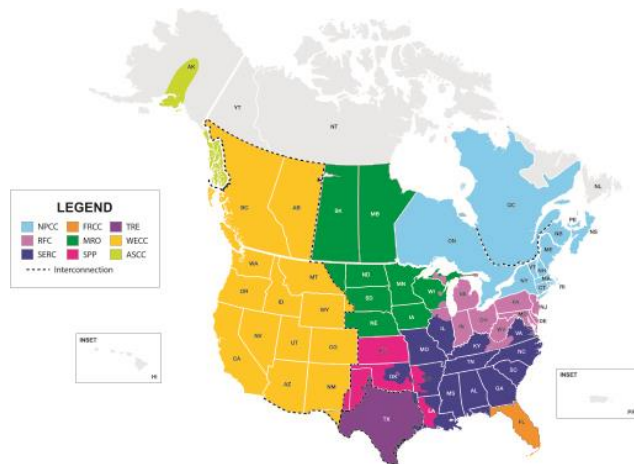 AK
YT
NT
NL
BC
AB
SK
MB
ON
QC
NB
PE
NS
ME
VT
NH
MA
NY
CT
RI
WA
MT
ND
MN
WI
MI
OR
ID
WY
SD
IA
NE
PA
NJ
DE
MD
OH
IN
IL
WV
VA
NV
UT
CO
CA
MO
KY
NC
TN
SC
AZ
NM
OK
MS
AL
GA
TX
LA
FL
LEGEND
NPCC FRCC TRE
RFC MRO WECC
SERC SPP ASCC
Interconnection
INSET
HI
INSET